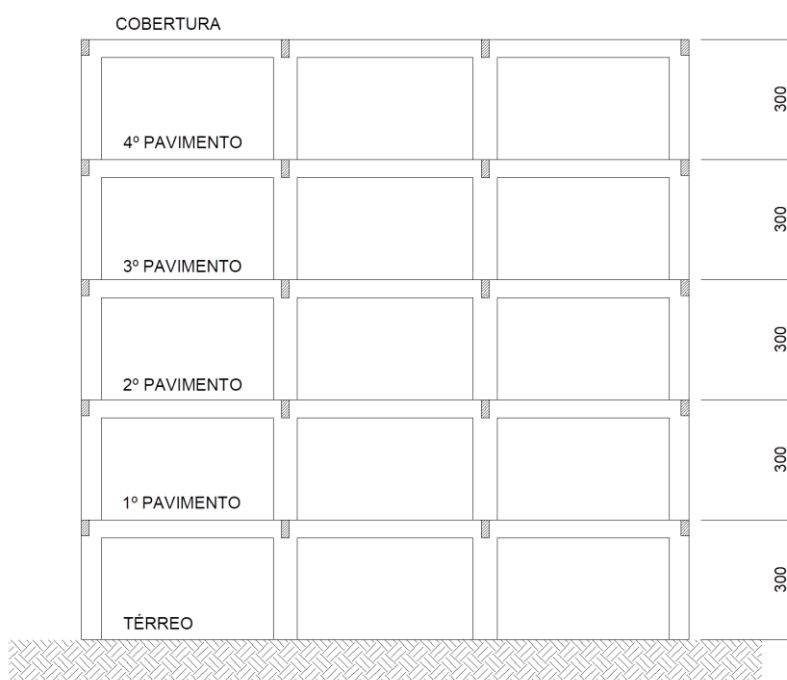 COBERTURA
300
4º PAVIMENTO
300
3º PAVIMENTO
300
2º PAVIMENTO
300
1º PAVIMENTO
300
TÉRREO